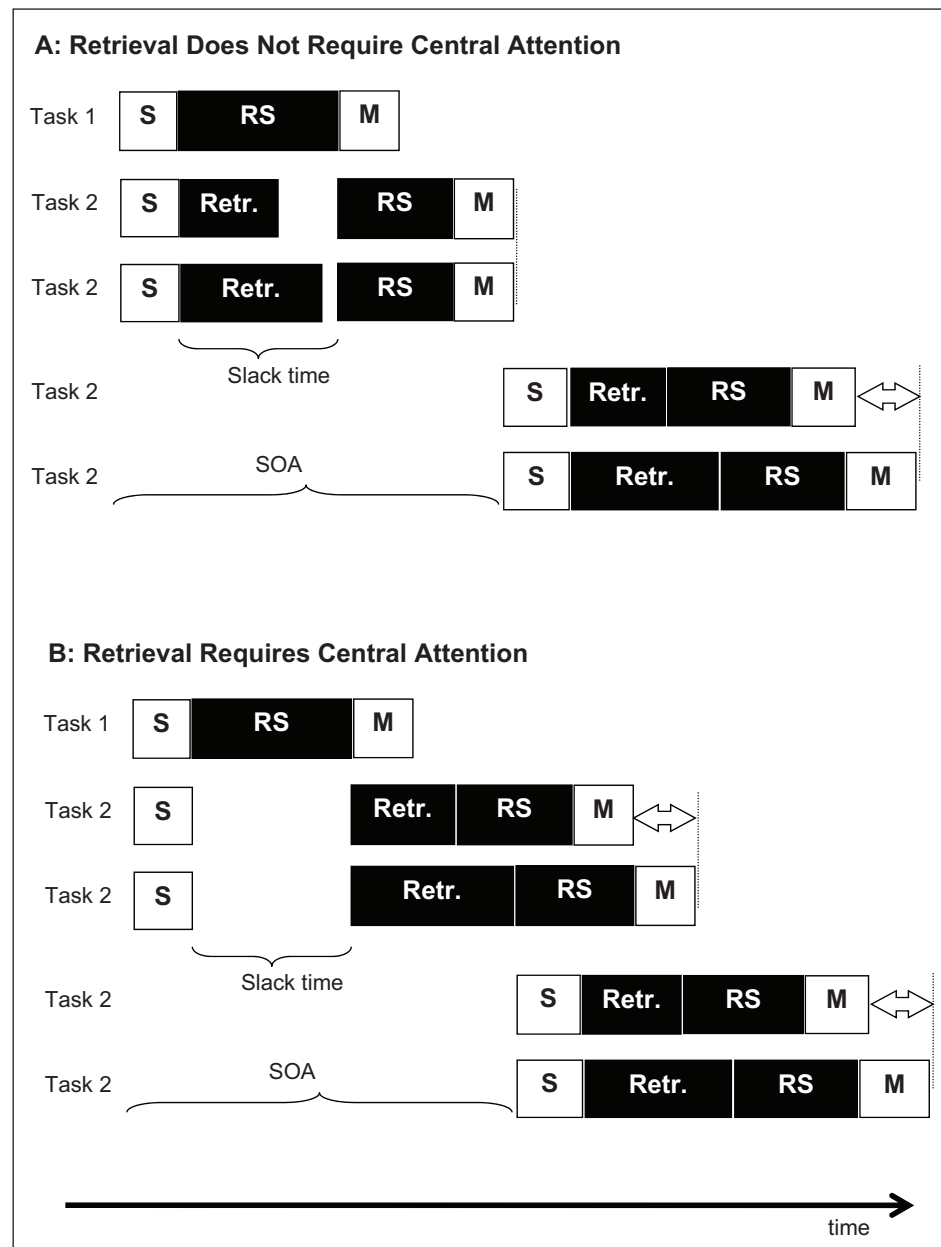 A: Retrieval Does Not Require Central Attention
Task 1 S RS M
Task 2 S Retr. RS M
Task 2 S Retr. RS M
Slack time
Task 2 S Retr. RS M
SOA
Task 2 S Retr. RS M
B: Retrieval Requires Central Attention
Task 1 S RS M
Task 2 S Retr. RS M
Task 2 S Retr. RS M
Slack time
Task 2 S Retr. RS M
SOA
Task 2 S Retr. RS M
time